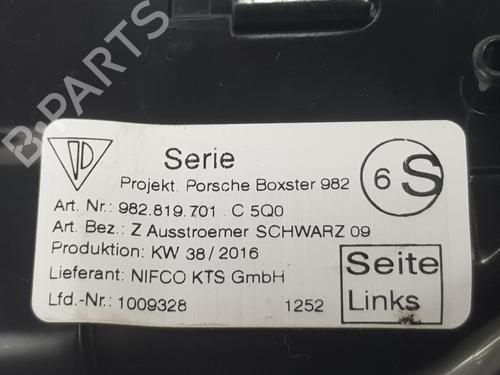 Serie
Projekt. Porsche Boxster 982
6 S
Art. Nr.: 982.819.701 C 5Q0
Art. Bez.: Z Ausstroemer SCHWARZ 09
Produktion: KW 38/2016
Lieferant: NIFCO KTS GmbH
Lfd.-Nr.: 1009328 1252
Seite
Links
B-PARTS